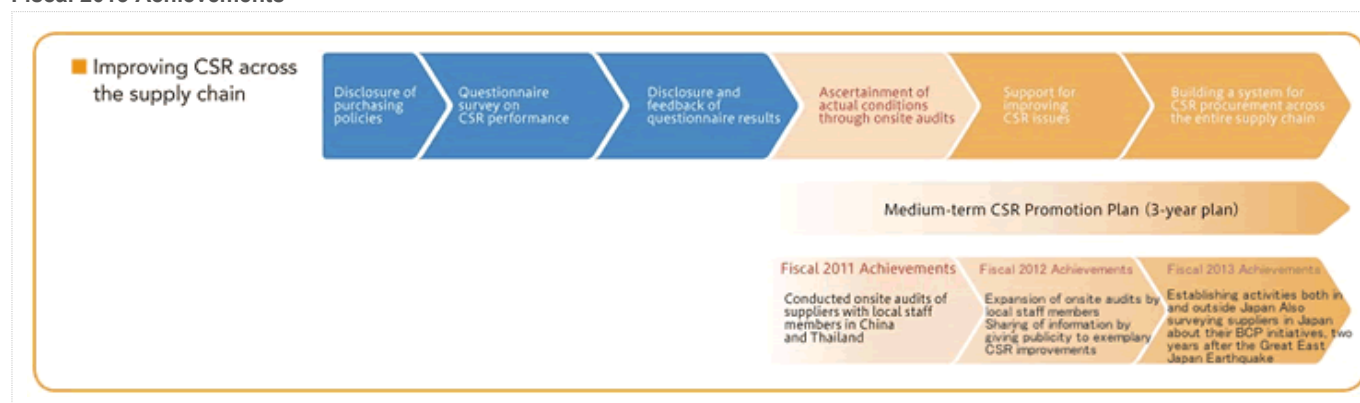 Improving CSR across
the supply chain
Disclosure of
purchasing
policies
Questionnaire
survey on
CSR performance
Disclosure and
feedback of
questionnaire results
Ascertainment of
actual conditions
through onsite audits
Support for
improving
CSR issues
Building a system for
CSR procurement across
the entire supply chain
Medium-term CSR Promotion Plan (3-year plan)
Fiscal 2011 Achievements
Conducted onsite audits of
suppliers with local staff
members in China
and Thailand
Fiscal 2012 Achievements
Expansion of onsite audits by
local staff members
Sharing of information by
giving publicity to exemplary
CSR improvements
Fiscal 2013 Achievements
Establishing activities both in
and outside Japan Also
surveying suppliers in Japan
about their BCP initiatives, two
years after the Great East
Japan Earthquake